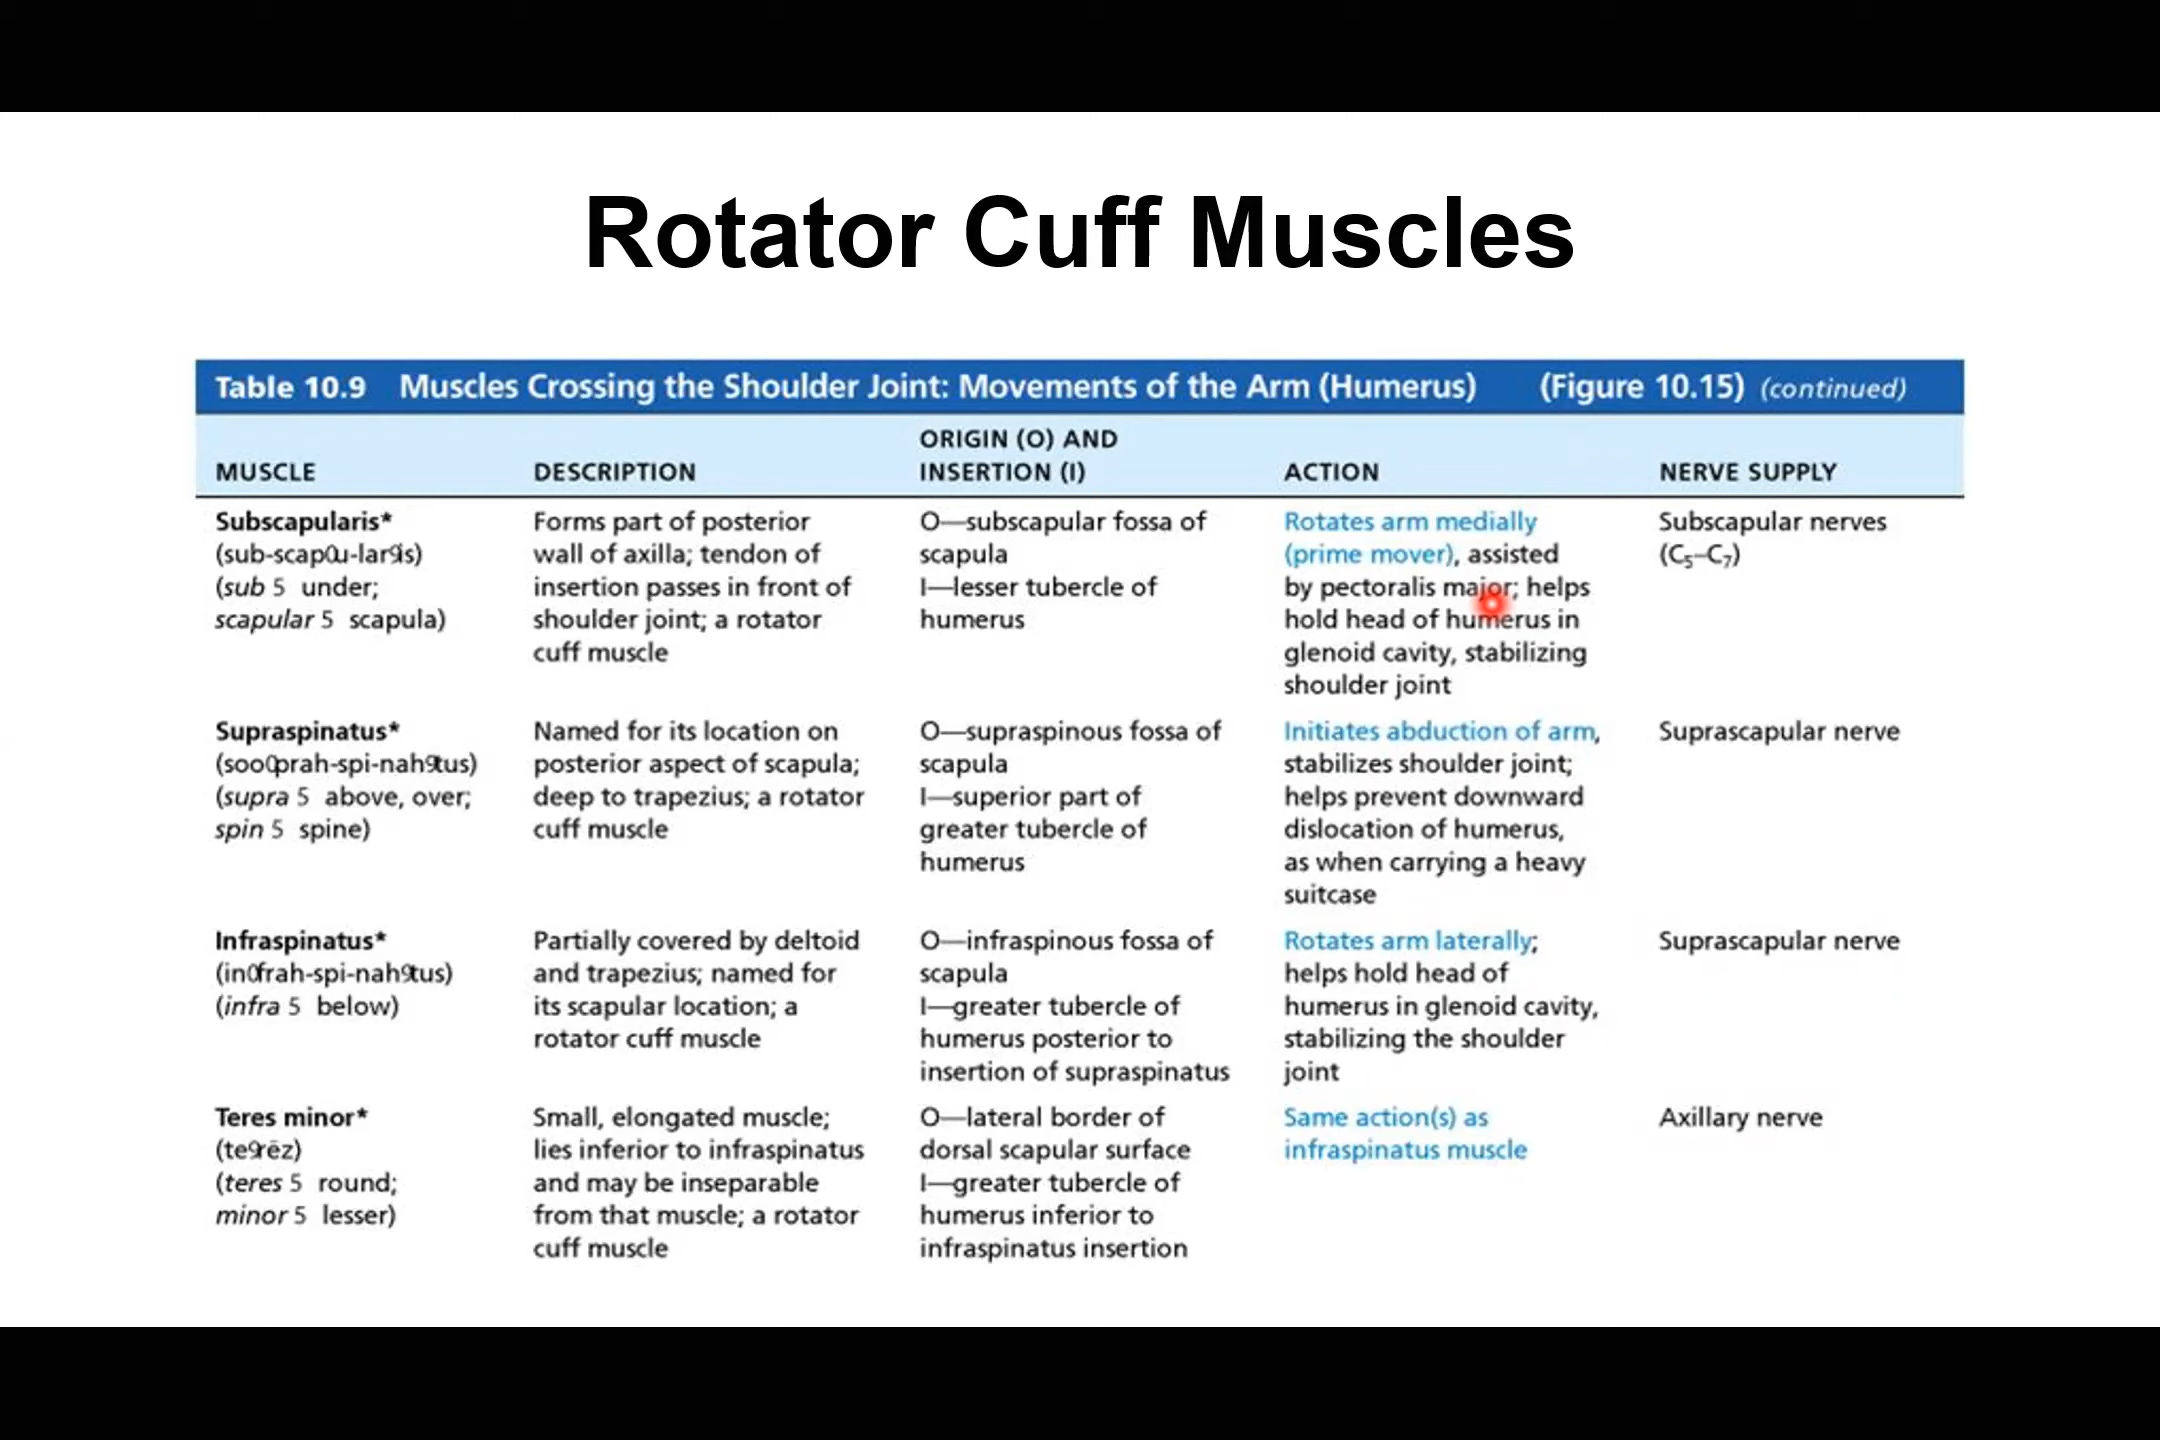 Rotator Cuff Muscles
Table 10.9 Muscles Crossing the Shoulder Joint: Movements of the Arm (Humerus) (Figure 10.15) (continued)
MUSCLE
DESCRIPTION
ORIGIN (O) AND
INSERTION (I)
ACTION
NERVE SUPPLY
Subscapularis*
(sub 5 under;
scapular 5 scapula)
Forms part of posterior
wall of axilla; tendon of
insertion passes in front of
shoulder joint; a rotator
cuff muscle
O—subscapular fossa of
scapula
I—lesser tubercle of
humerus
Rotates arm medially
(prime mover), assisted
by pectoralis major; helps
hold head of humerus in
glenoid cavity, stabilizing
shoulder joint
Subscapular nerves
(C₅–C₇)
Supraspinatus*
(supra 5 above, over;
spin 5 spine)
Named for its location on
posterior aspect of scapula;
deep to trapezius; a rotator
cuff muscle
O—supraspinous fossa of
scapula
I—superior part of
greater tubercle of
humerus
Initiates abduction of arm,
stabilizes shoulder joint;
helps prevent downward
dislocation of humerus,
as when carrying a heavy
suitcase
Suprascapular nerve
Infraspinatus*
(infra 5 below)
Partially covered by deltoid
and trapezius; named for
its scapular location; a
rotator cuff muscle
O—infraspinous fossa of
scapula
I—greater tubercle of
humerus posterior to
insertion of supraspinatus
Rotates arm laterally;
helps hold head of
humerus in glenoid cavity,
stabilizing the shoulder
joint
Suprascapular nerve
Teres minor*
(teres 5 round;
minor 5 lesser)
Small, elongated muscle;
lies inferior to infraspinatus
and may be inseparable
from that muscle; a rotator
cuff muscle
O—lateral border of
dorsal scapular surface
I—greater tubercle of
humerus inferior to
infraspinatus insertion
Same action(s) as
infraspinatus muscle
Axillary nerve